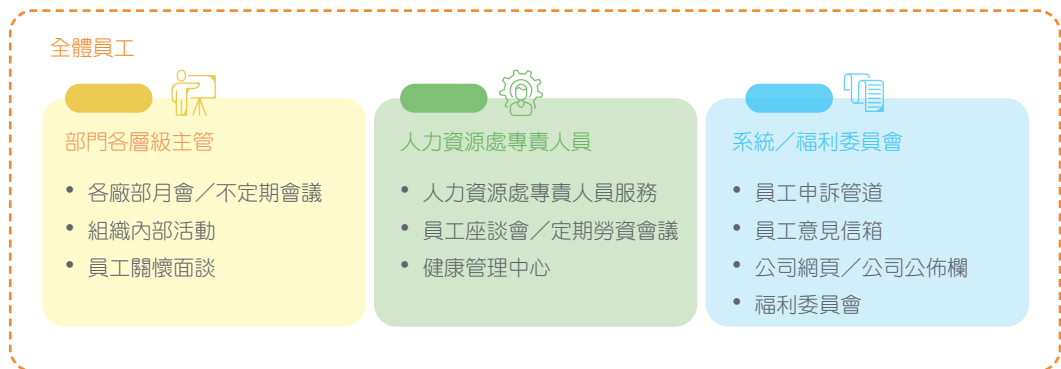 全體員工
部門各層級主管
• 各廠部月會／不定期會議
• 組織內部活動
• 員工關懷面談
人力資源處專責人員
• 人力資源處專責人員服務
• 員工座談會／定期勞資會議
• 健康管理中心
系統／福利委員會
• 員工申訴管道
• 員工意見信箱
• 公司網頁／公司公佈欄
• 福利委員會